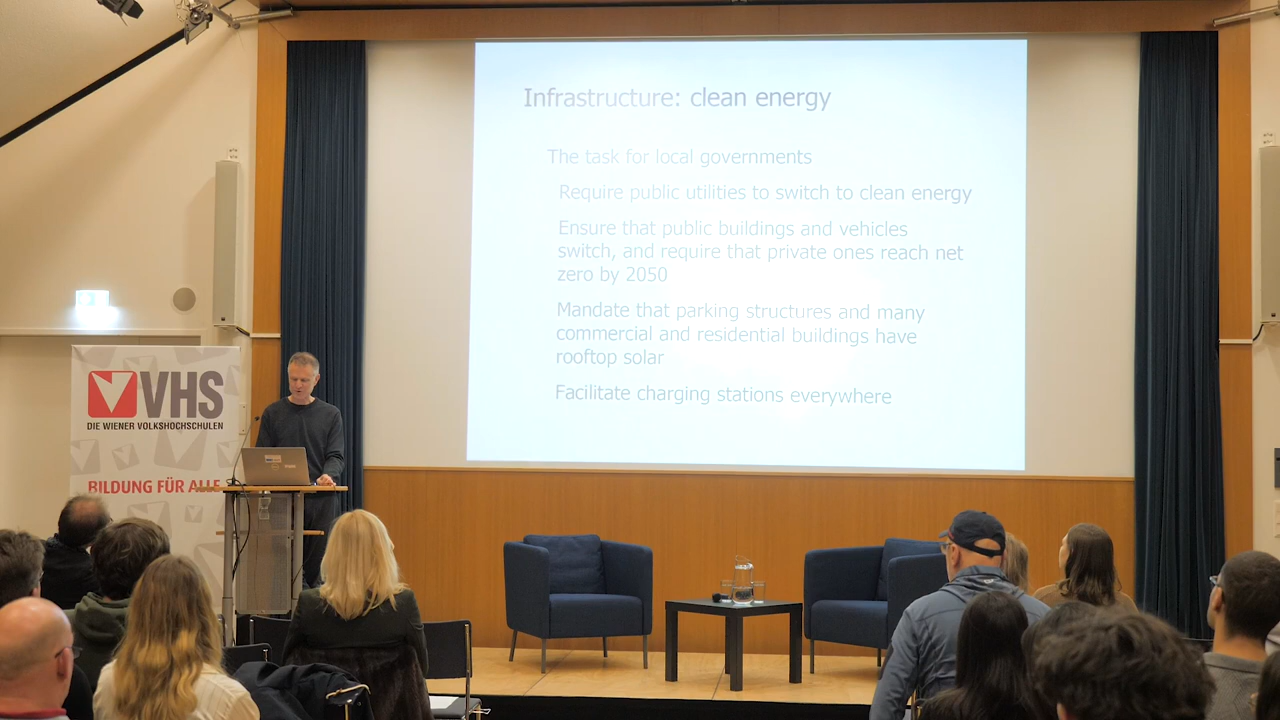 Infrastructure: clean energy
The task for local governments
Require public utilities to switch to clean energy
Ensure that public buildings and vehicles
switch, and require that private ones reach net
zero by 2050
Mandate that parking structures and many
commercial and residential buildings have
rooftop solar
Facilitate charging stations everywhere
VHS
DIE WIENER VOLKSHOCHSCHULEN
BILDUNG FÜR ALLE